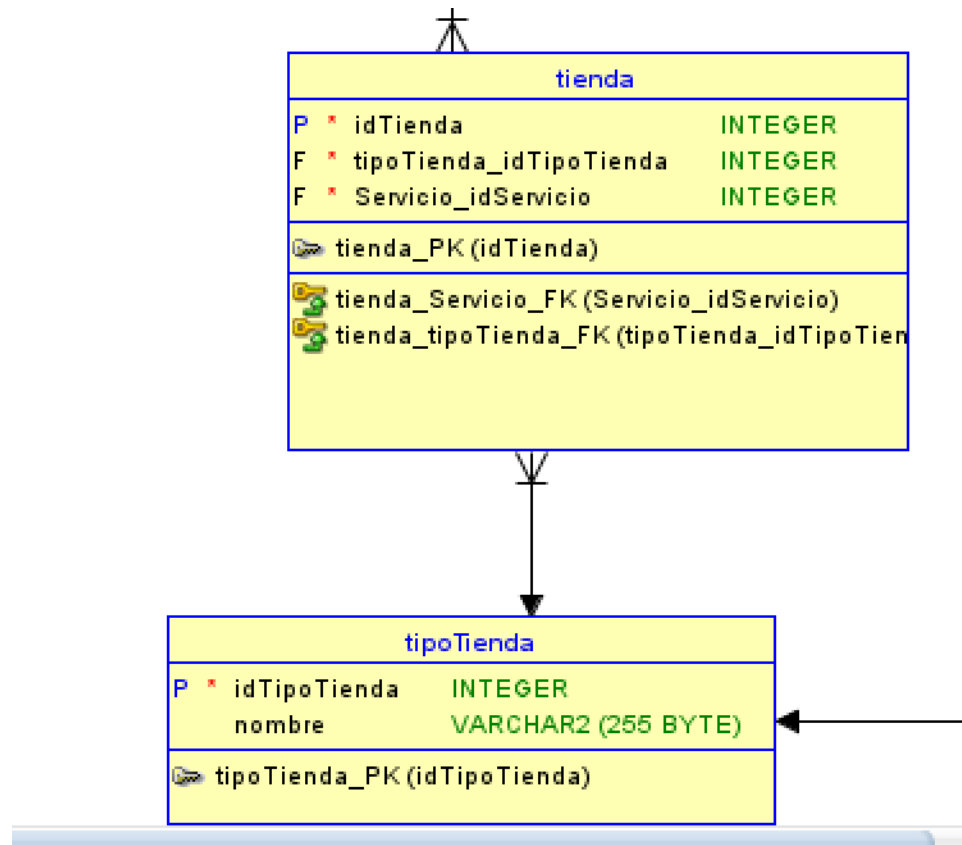 tienda
P * idTienda INTEGER
F * tipoTienda_idTipoTienda INTEGER
F * Servicio_idServicio INTEGER
tienda_PK (idTienda)
tienda_Servicio_FK (Servicio_idServicio)
tienda_tipoTienda_FK (tipoTienda_idTipoTien
tipoTienda
P * idTipoTienda INTEGER
nombre VARCHAR2 (255 BYTE)
tipoTienda_PK (idTipoTienda)